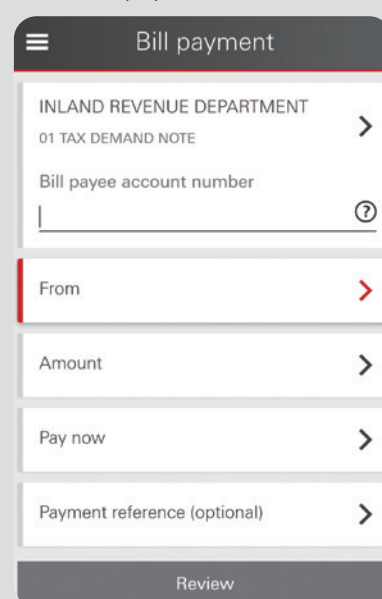 Bill payment
INLAND REVENUE DEPARTMENT
01 TAX DEMAND NOTE
Bill payee account number
?
From
Amount
Pay now
Payment reference (optional)
Review